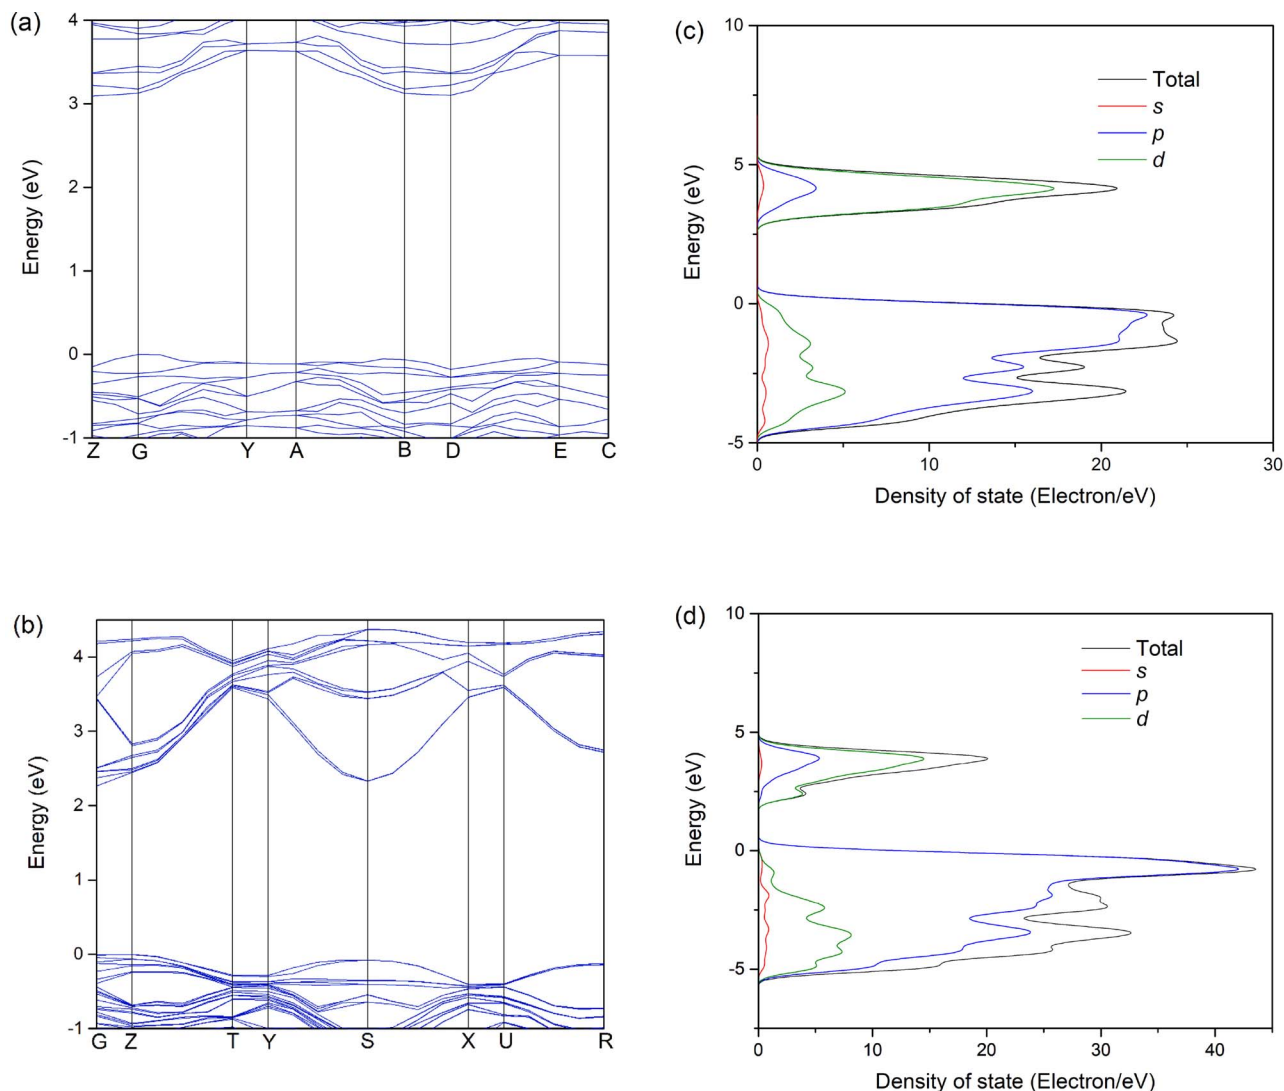 (a)
4
3
2
1
0
-1
Energy (eV)
Z G Y A B D E C
(c)
10
5
0
-5
Energy (eV)
Total
s
p
d
0 10 20 30
Density of state (Electron/eV)
(b)
4
3
2
1
0
-1
Energy (eV)
G Z T Y S X U R
(d)
10
5
0
-5
Energy (eV)
Total
s
p
d
0 10 20 30 40
Density of state (Electron/eV)